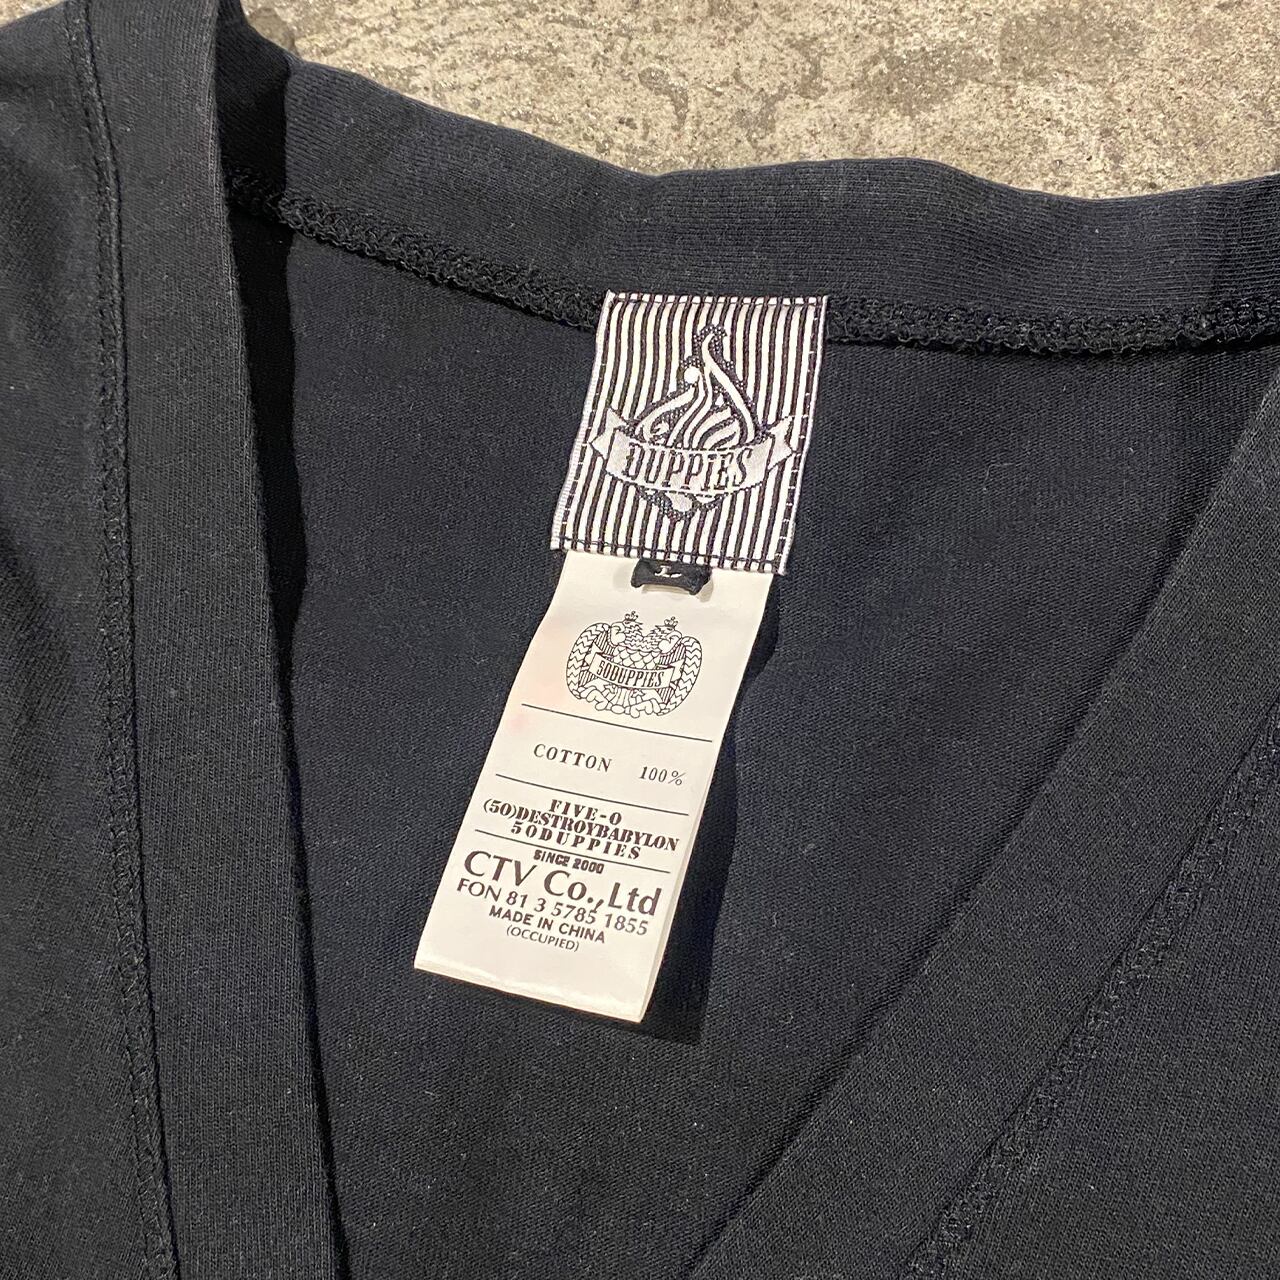 DUPPIES
L
50DUPPIES
COTTON 100%
FIVE-O
(50)DESTROYBABYLON
50DUPPIES
SINCE 2000
CTV Co.,Ltd
FON 81 3 5785 1855
MADE IN CHINA
(OCCUPIED)